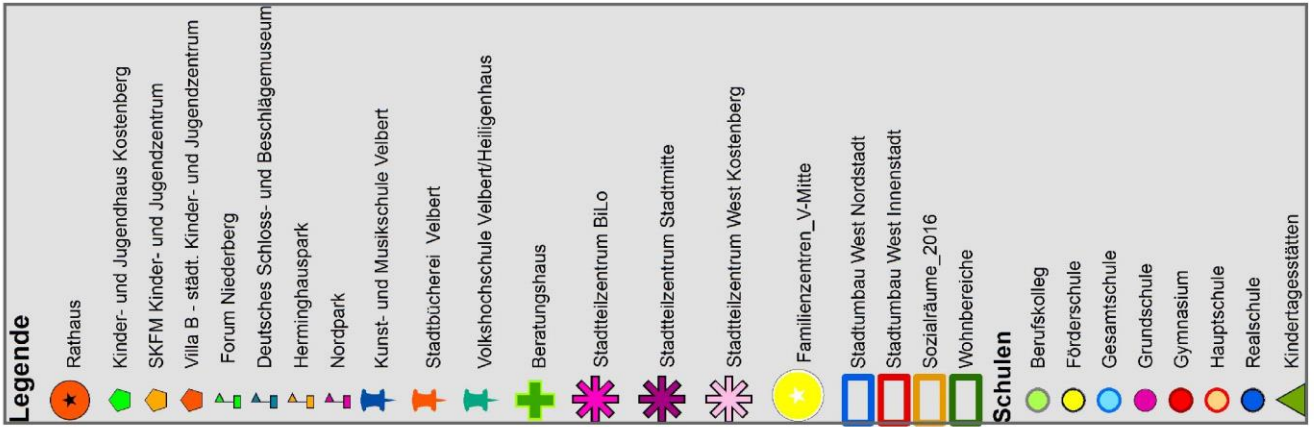 Legende
Rathaus
Kinder- und Jugendhaus Kostenberg
SKFM Kinder- und Jugendzentrum
Villa B - städt. Kinder- und Jugendzentrum
Forum Niederberg
Deutsches Schloss- und Beschlägemuseum
Herminghauspark
Nordpark
Kunst- und Musikschule Velbert
Stadtbücherei Velbert
Volkshochschule Velbert/Heiligenhaus
Beratungshaus
Stadtteilzentrum BiLo
Stadtteilzentrum Stadtmitte
Stadtteilzentrum West Kostenberg
Familienzentren_V-Mitte
Stadtumbau West Nordstadt
Stadtumbau West Innenstadt
Sozialräume_2016
Wohnbereiche
Schulen
Berufskolleg
Förderschule
Gesamtschule
Grundschule
Gymnasium
Hauptschule
Realschule
Kindertagesstätten